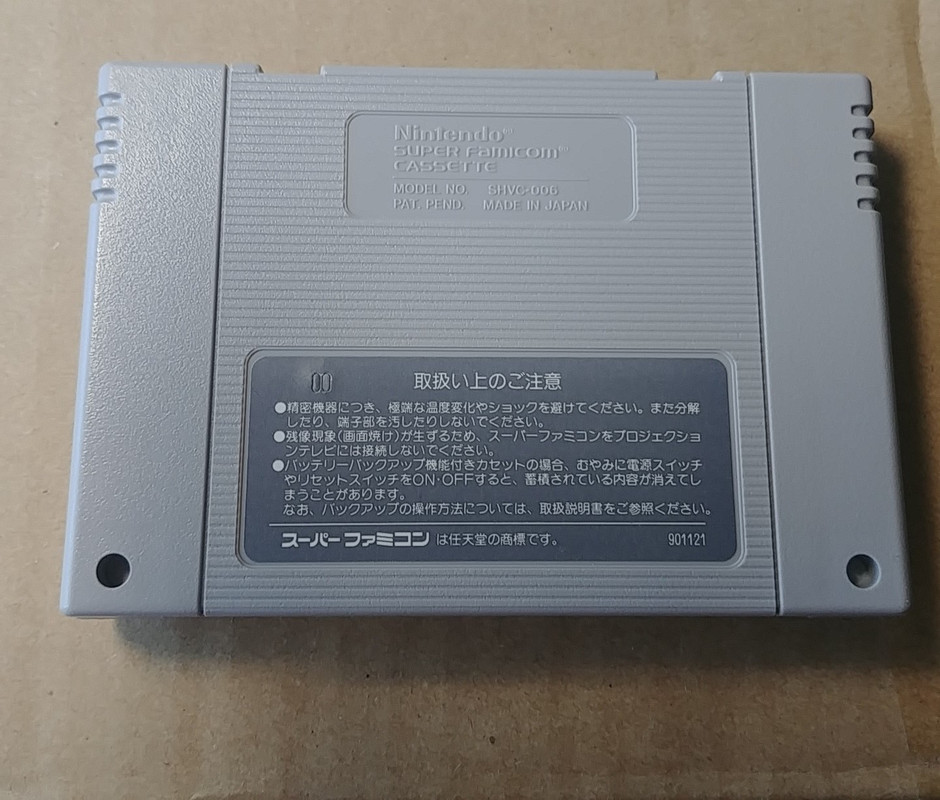 Nintendo®
SUPER FAMICOM®
CASSETTE
MODEL NO. SHVC-006
PAT. PEND. MADE IN JAPAN
00
取扱い上のご注意
●精密機器につき、極端な温度変化やショックを避けてください。また分解
したり、端子部を汚したりしないでください。
●残像現象(画面焼け)が生ずるため、スーパーファミコンをプロジェクショ
ンテレビには接続しないでください。
●バッテリーバックアップ機能付きカセットの場合、むやみに電源スイッチ
やリセットスイッチをON·OFFすると、蓄積されている内容が消えてし
まうことがあります。
なお、バックアップの操作方法については、取扱説明書をご参照ください。
スーパーファミコン は任天堂の商標です。 901121